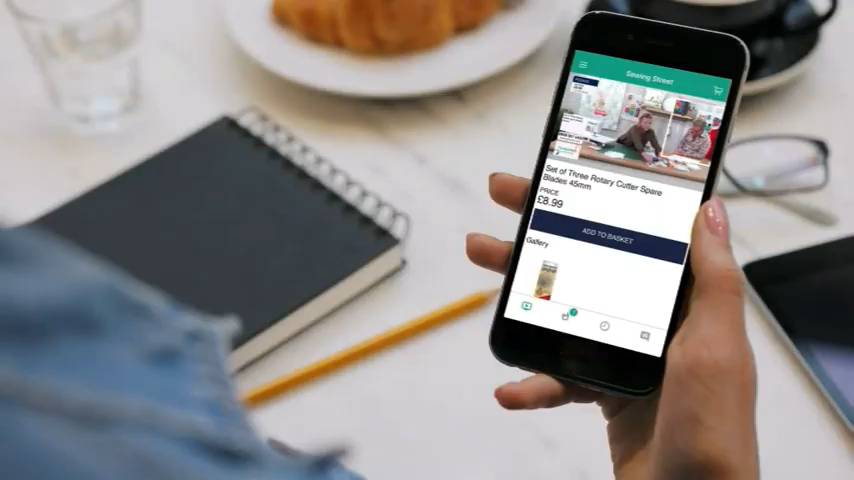 Sewing Street
Set of Three Rotary Cutter Spare
Blades 45mm
PRICE
£8.99
ADD TO BASKET
Gallery